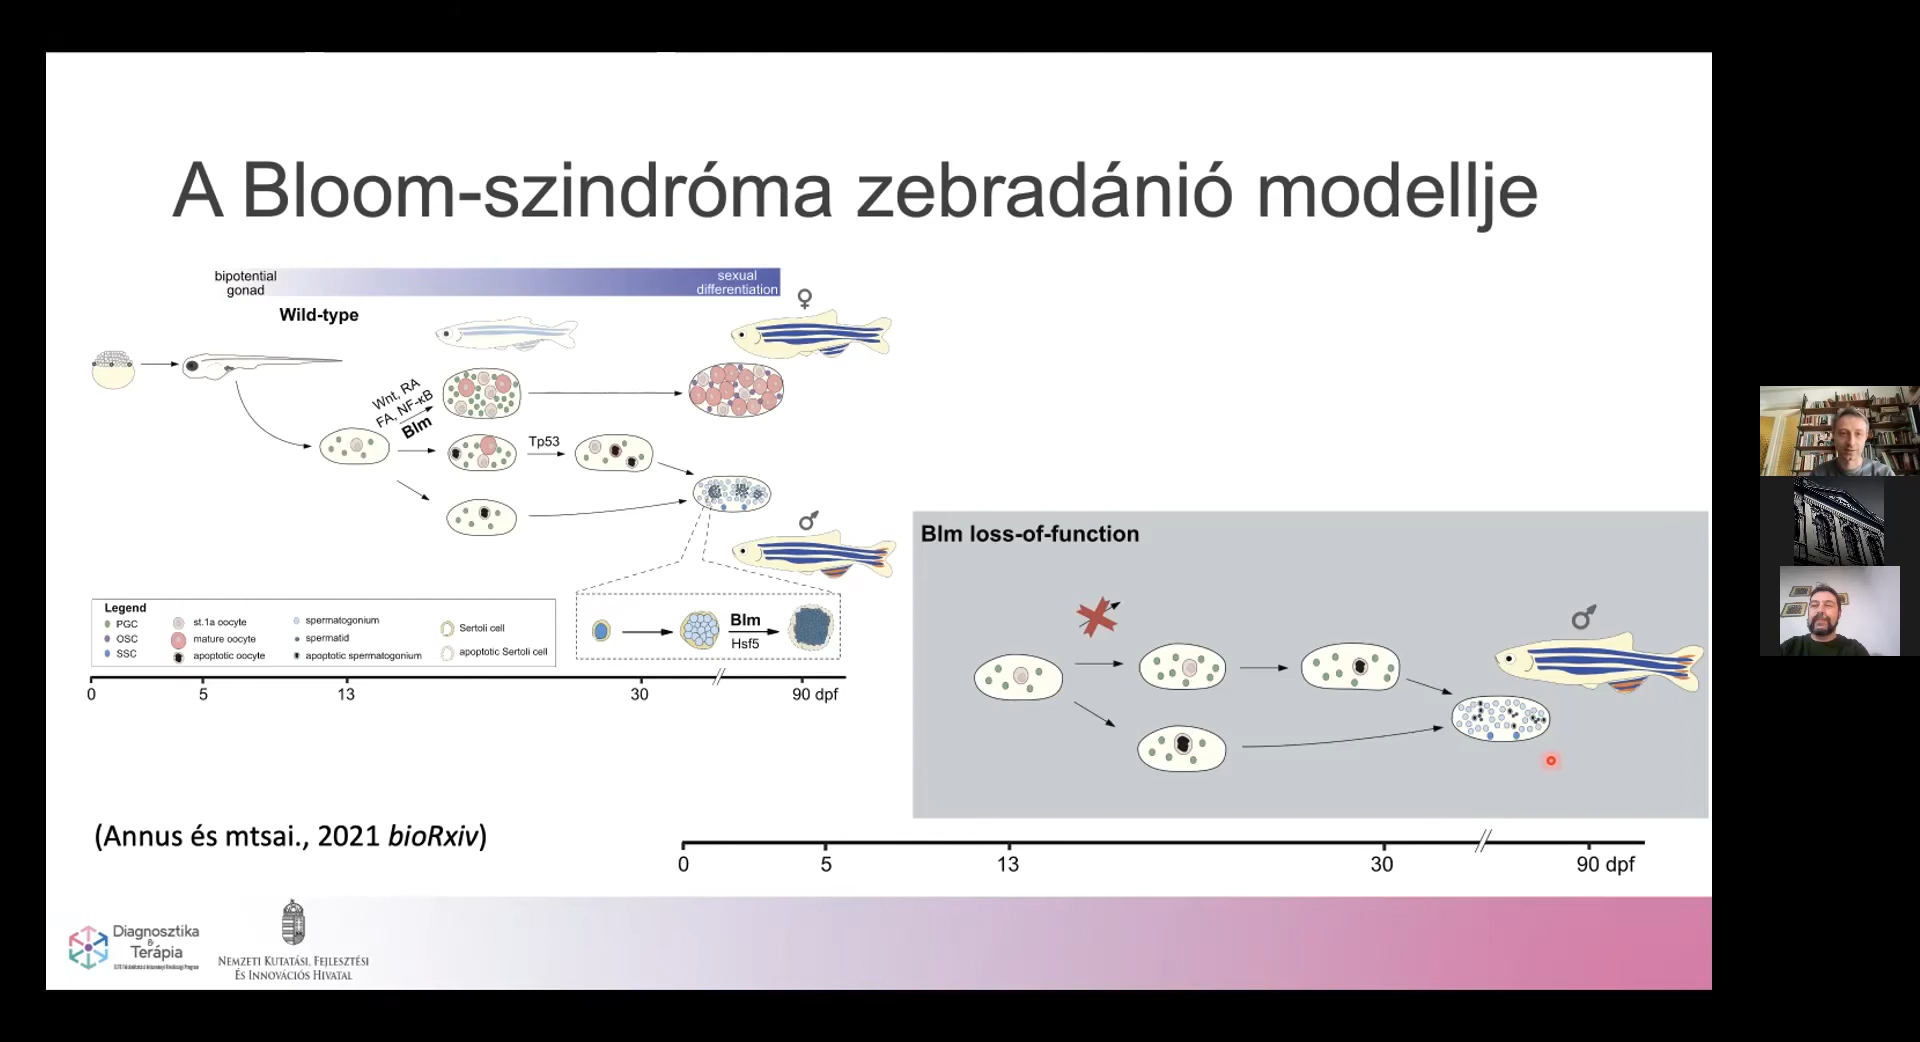 A Bloom-szindróma zebradánió modellje
bipotential
gonad
sexual
differentiation
♀
Wild-type
Wnt, RA
FA, NF-κB
Blm
Tp53
♂
Blm
Hsf5
Legend
PGC
OSC
SSC
st.1a oocyte
mature oocyte
apoptotic oocyte
spermatogonium
spermatid
apoptotic spermatogonium
Sertoli cell
apoptotic Sertoli cell
0 5 13 30 90 dpf
Blm loss-of-function
♂
0 5 13 30 90 dpf
(Annus és mtsai., 2021 bioRxiv)
Diagnosztika
&
Terápia
NEMZETI KUTATÁSI, FEJLESZTÉSI
ÉS INNOVÁCIÓS HIVATAL